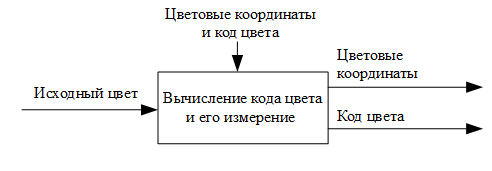 Цветовые координаты
и код цвета
Цветовые
координаты
Исходный цвет
Вычисление кода цвета
и его измерение
Код цвета